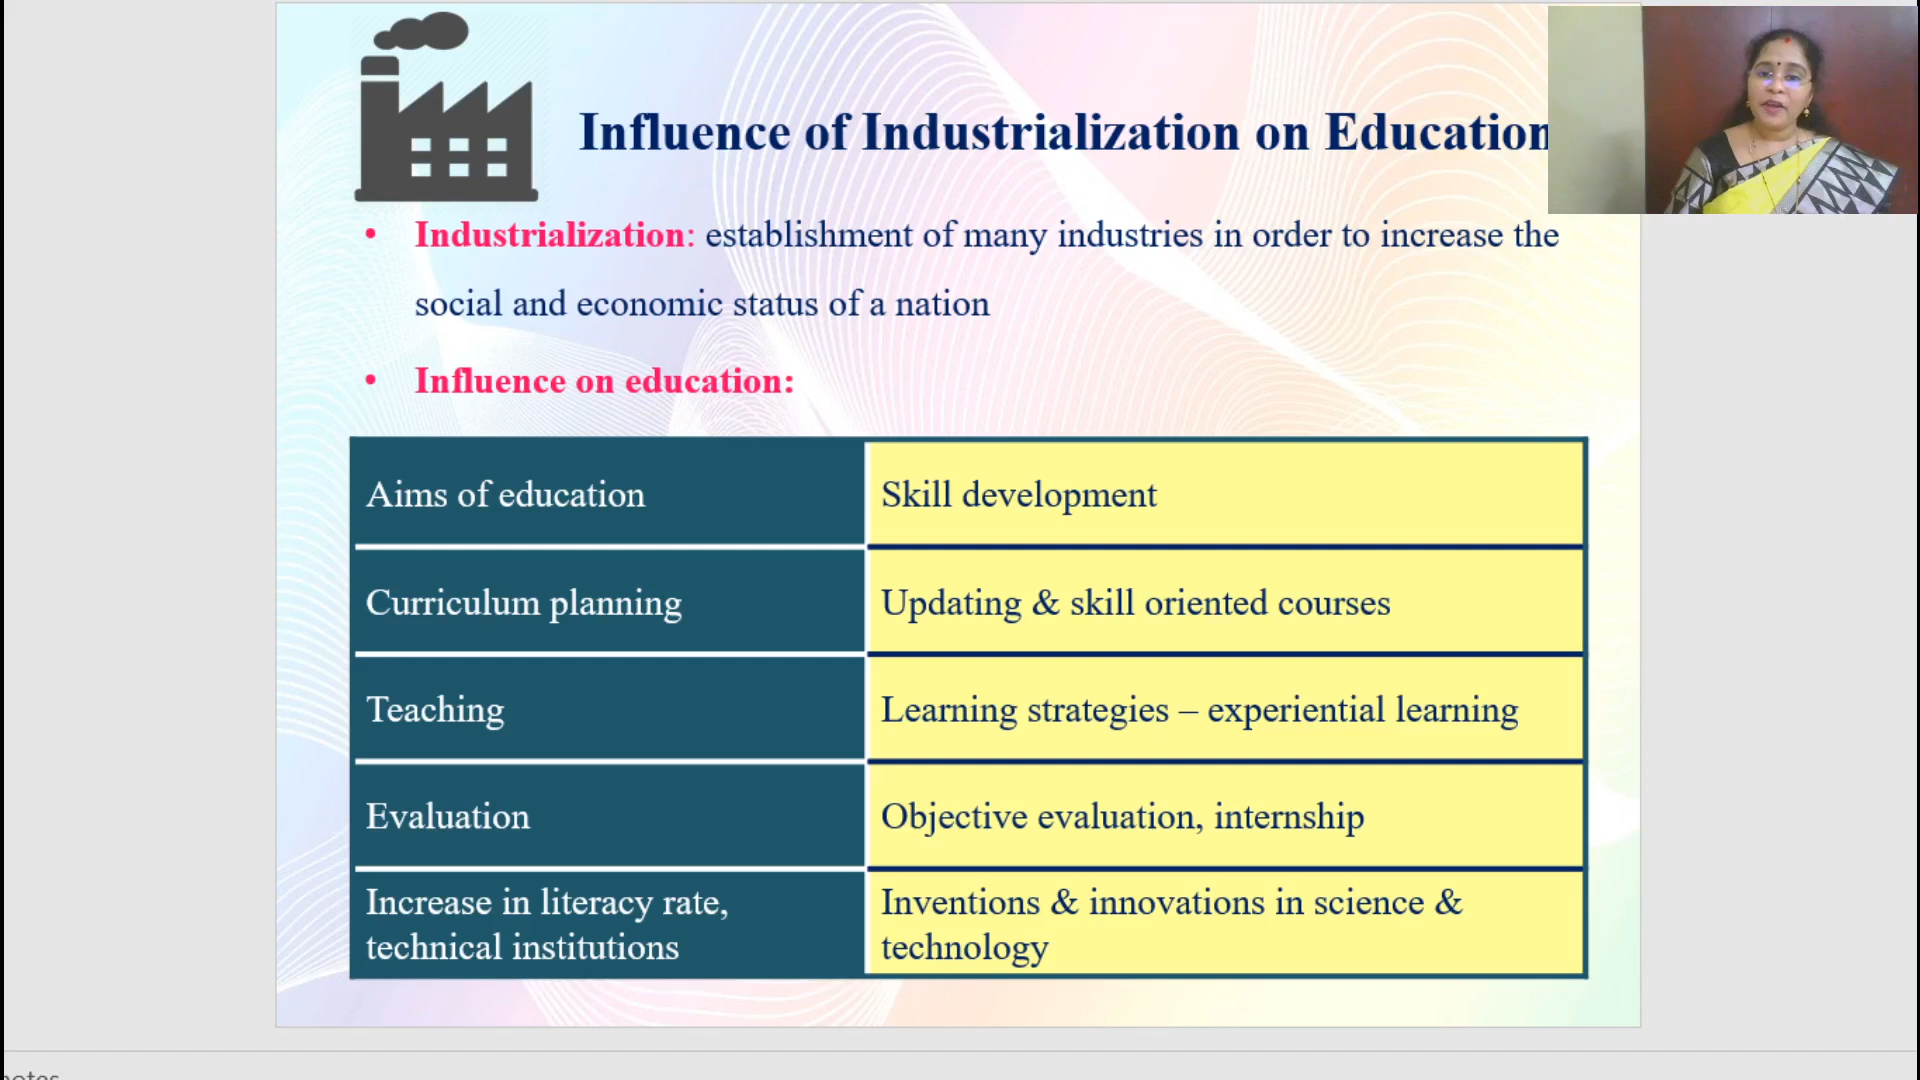 Influence of Industrialization on Education
• Industrialization: establishment of many industries in order to increase the
social and economic status of a nation
• Influence on education:
Aims of education
Skill development
Curriculum planning
Updating & skill oriented courses
Teaching
Learning strategies – experiential learning
Evaluation
Objective evaluation, internship
Increase in literacy rate,
technical institutions
Inventions & innovations in science &
technology